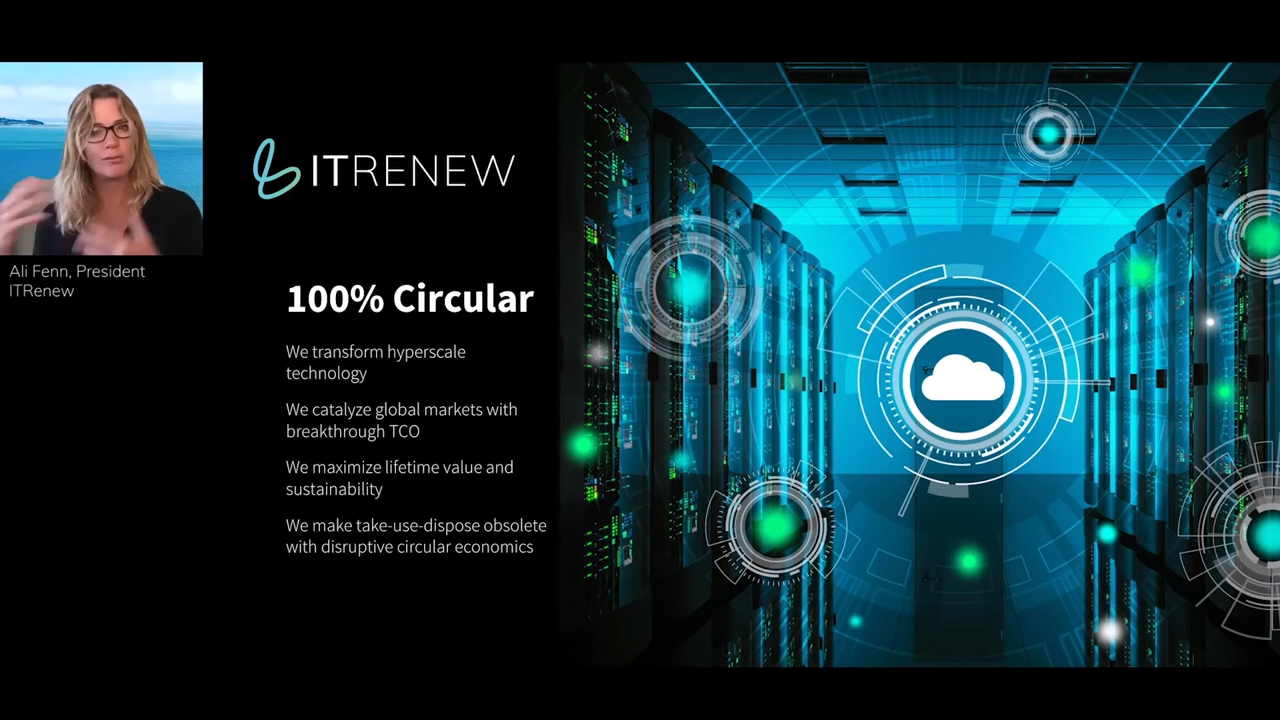 Ali Fenn, President
ITRenew
ITRENEW
100% Circular
We transform hyperscale
technology
We catalyze global markets with
breakthrough TCO
We maximize lifetime value and
sustainability
We make take-use-dispose obsolete
with disruptive circular economics